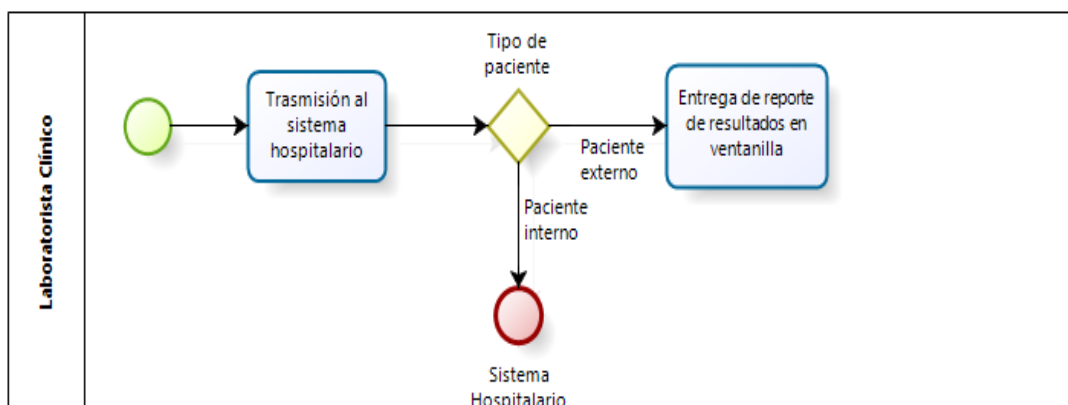 Laboratorista Clínico
Trasmisión al
sistema
hospitalario
Tipo de
paciente
Paciente
externo
Entrega de reporte
de resultados en
ventanilla
Paciente
interno
Sistema
Hospitalario